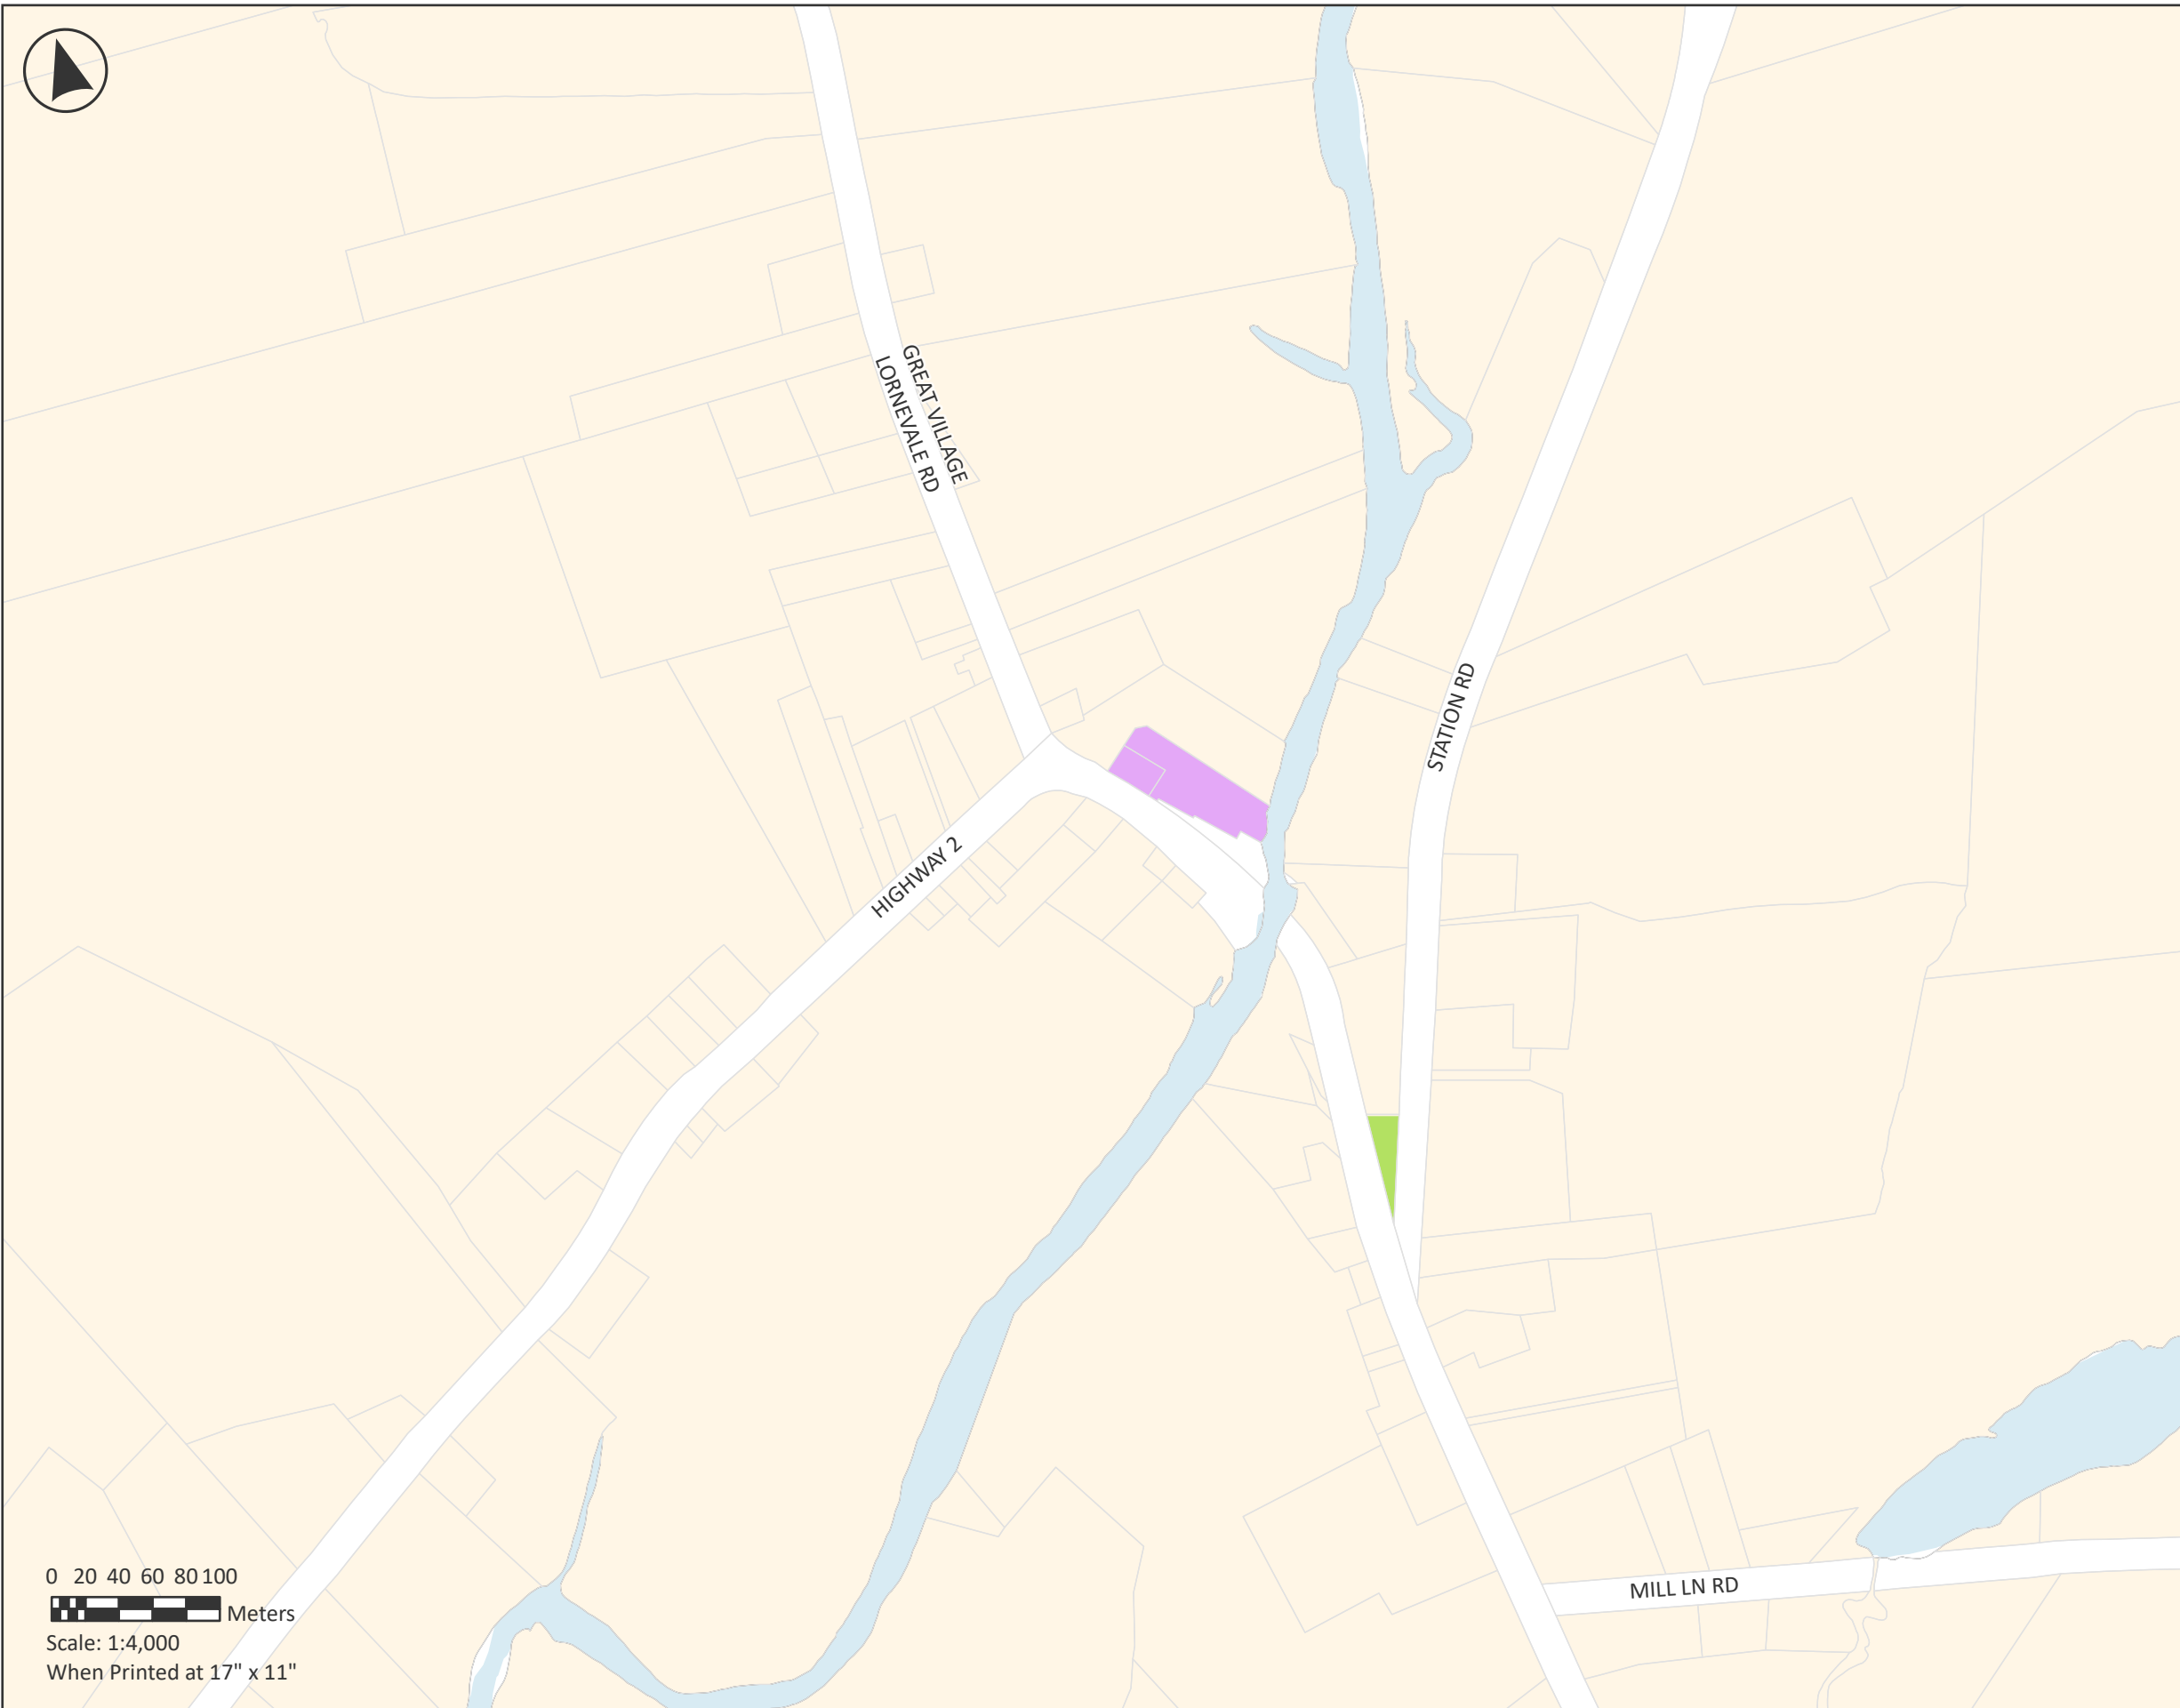 GREAT VILLAGE
LORNEVALE RD
STATION RD
HIGHWAY 2
MILL LN RD
0 20 40 60 80 100
Meters
Scale: 1:4,000
When Printed at 17" x 11"